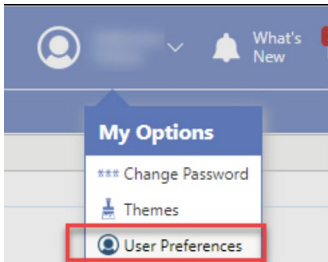 What's
New
My Options
*** Change Password
Themes
User Preferences